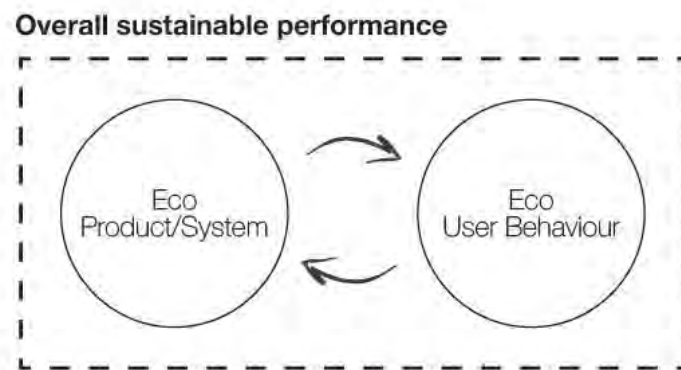 Overall sustainable performance
Eco
Product/System
Eco
User Behaviour